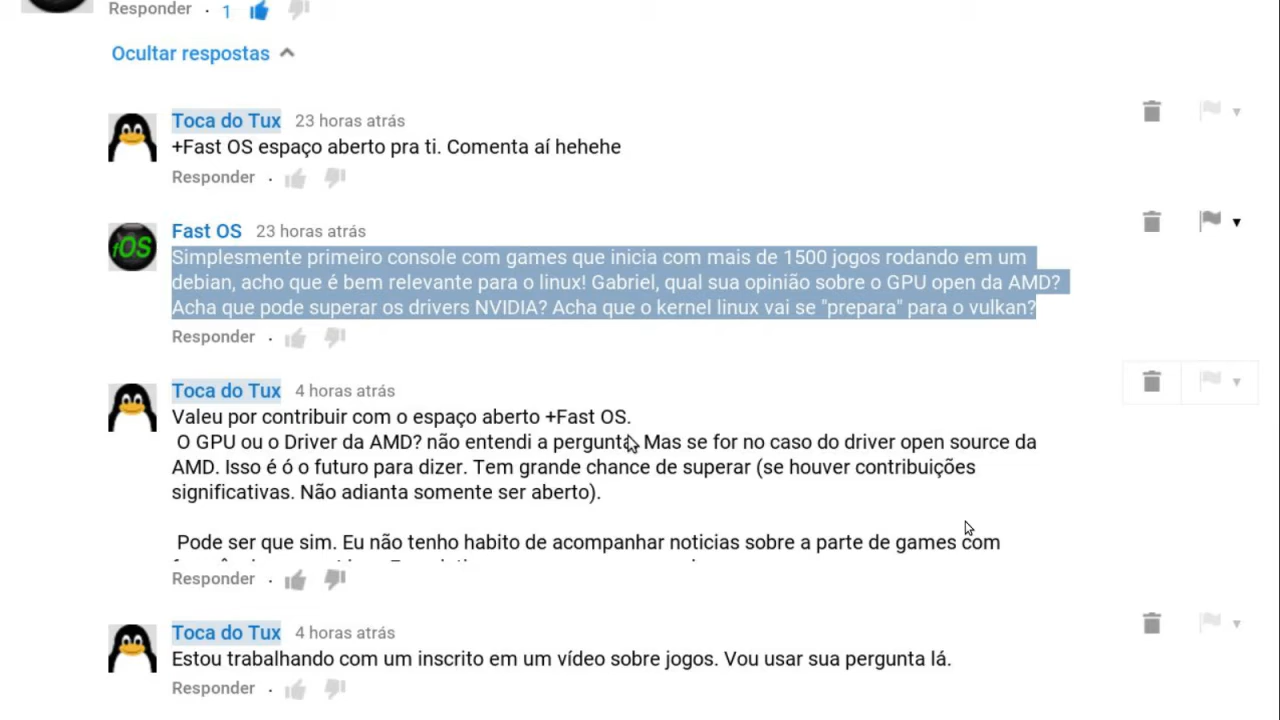 Responder · 1
Ocultar respostas
Toca do Tux 23 horas atrás
+Fast OS espaço aberto pra ti. Comenta aí hehehe
Responder ·
fOS
Fast OS 23 horas atrás
Simplesmente primeiro console com games que inicia com mais de 1500 jogos rodando em um
debian, acho que é bem relevante para o linux! Gabriel, qual sua opinião sobre o GPU open da AMD?
Acha que pode superar os drivers NVIDIA? Acha que o kernel linux vai se "prepara" para o vulkan?
Responder ·
Toca do Tux 4 horas atrás
Valeu por contribuir com o espaço aberto +Fast OS.
O GPU ou o Driver da AMD? não entendi a pergunta. Mas se for no caso do driver open source da
AMD. Isso é ó o futuro para dizer. Tem grande chance de superar (se houver contribuições
significativas. Não adianta somente ser aberto).
Pode ser que sim. Eu não tenho habito de acompanhar noticias sobre a parte de games com
Responder ·
Toca do Tux 4 horas atrás
Estou trabalhando com um inscrito em um vídeo sobre jogos. Vou usar sua pergunta lá.
Responder ·